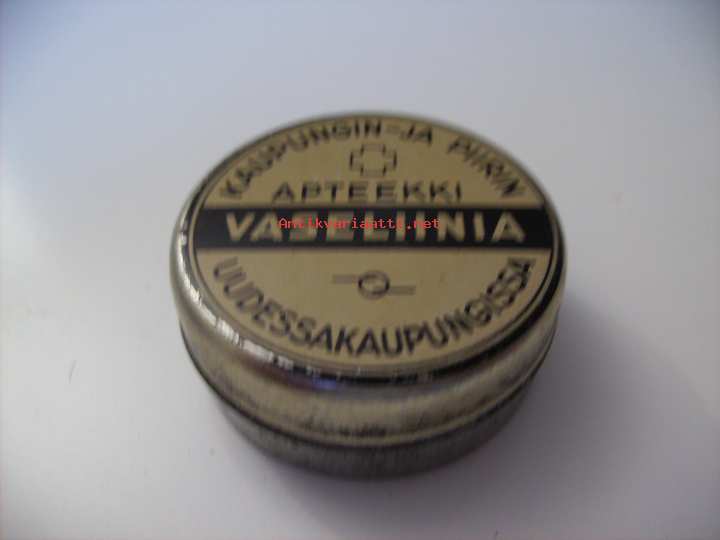 KAUPUNGIN-JA PIIRIN
APTEEKKI
VASELIINIA
Antikvariaatti.net
UUDESSAKAUPUNGISSA